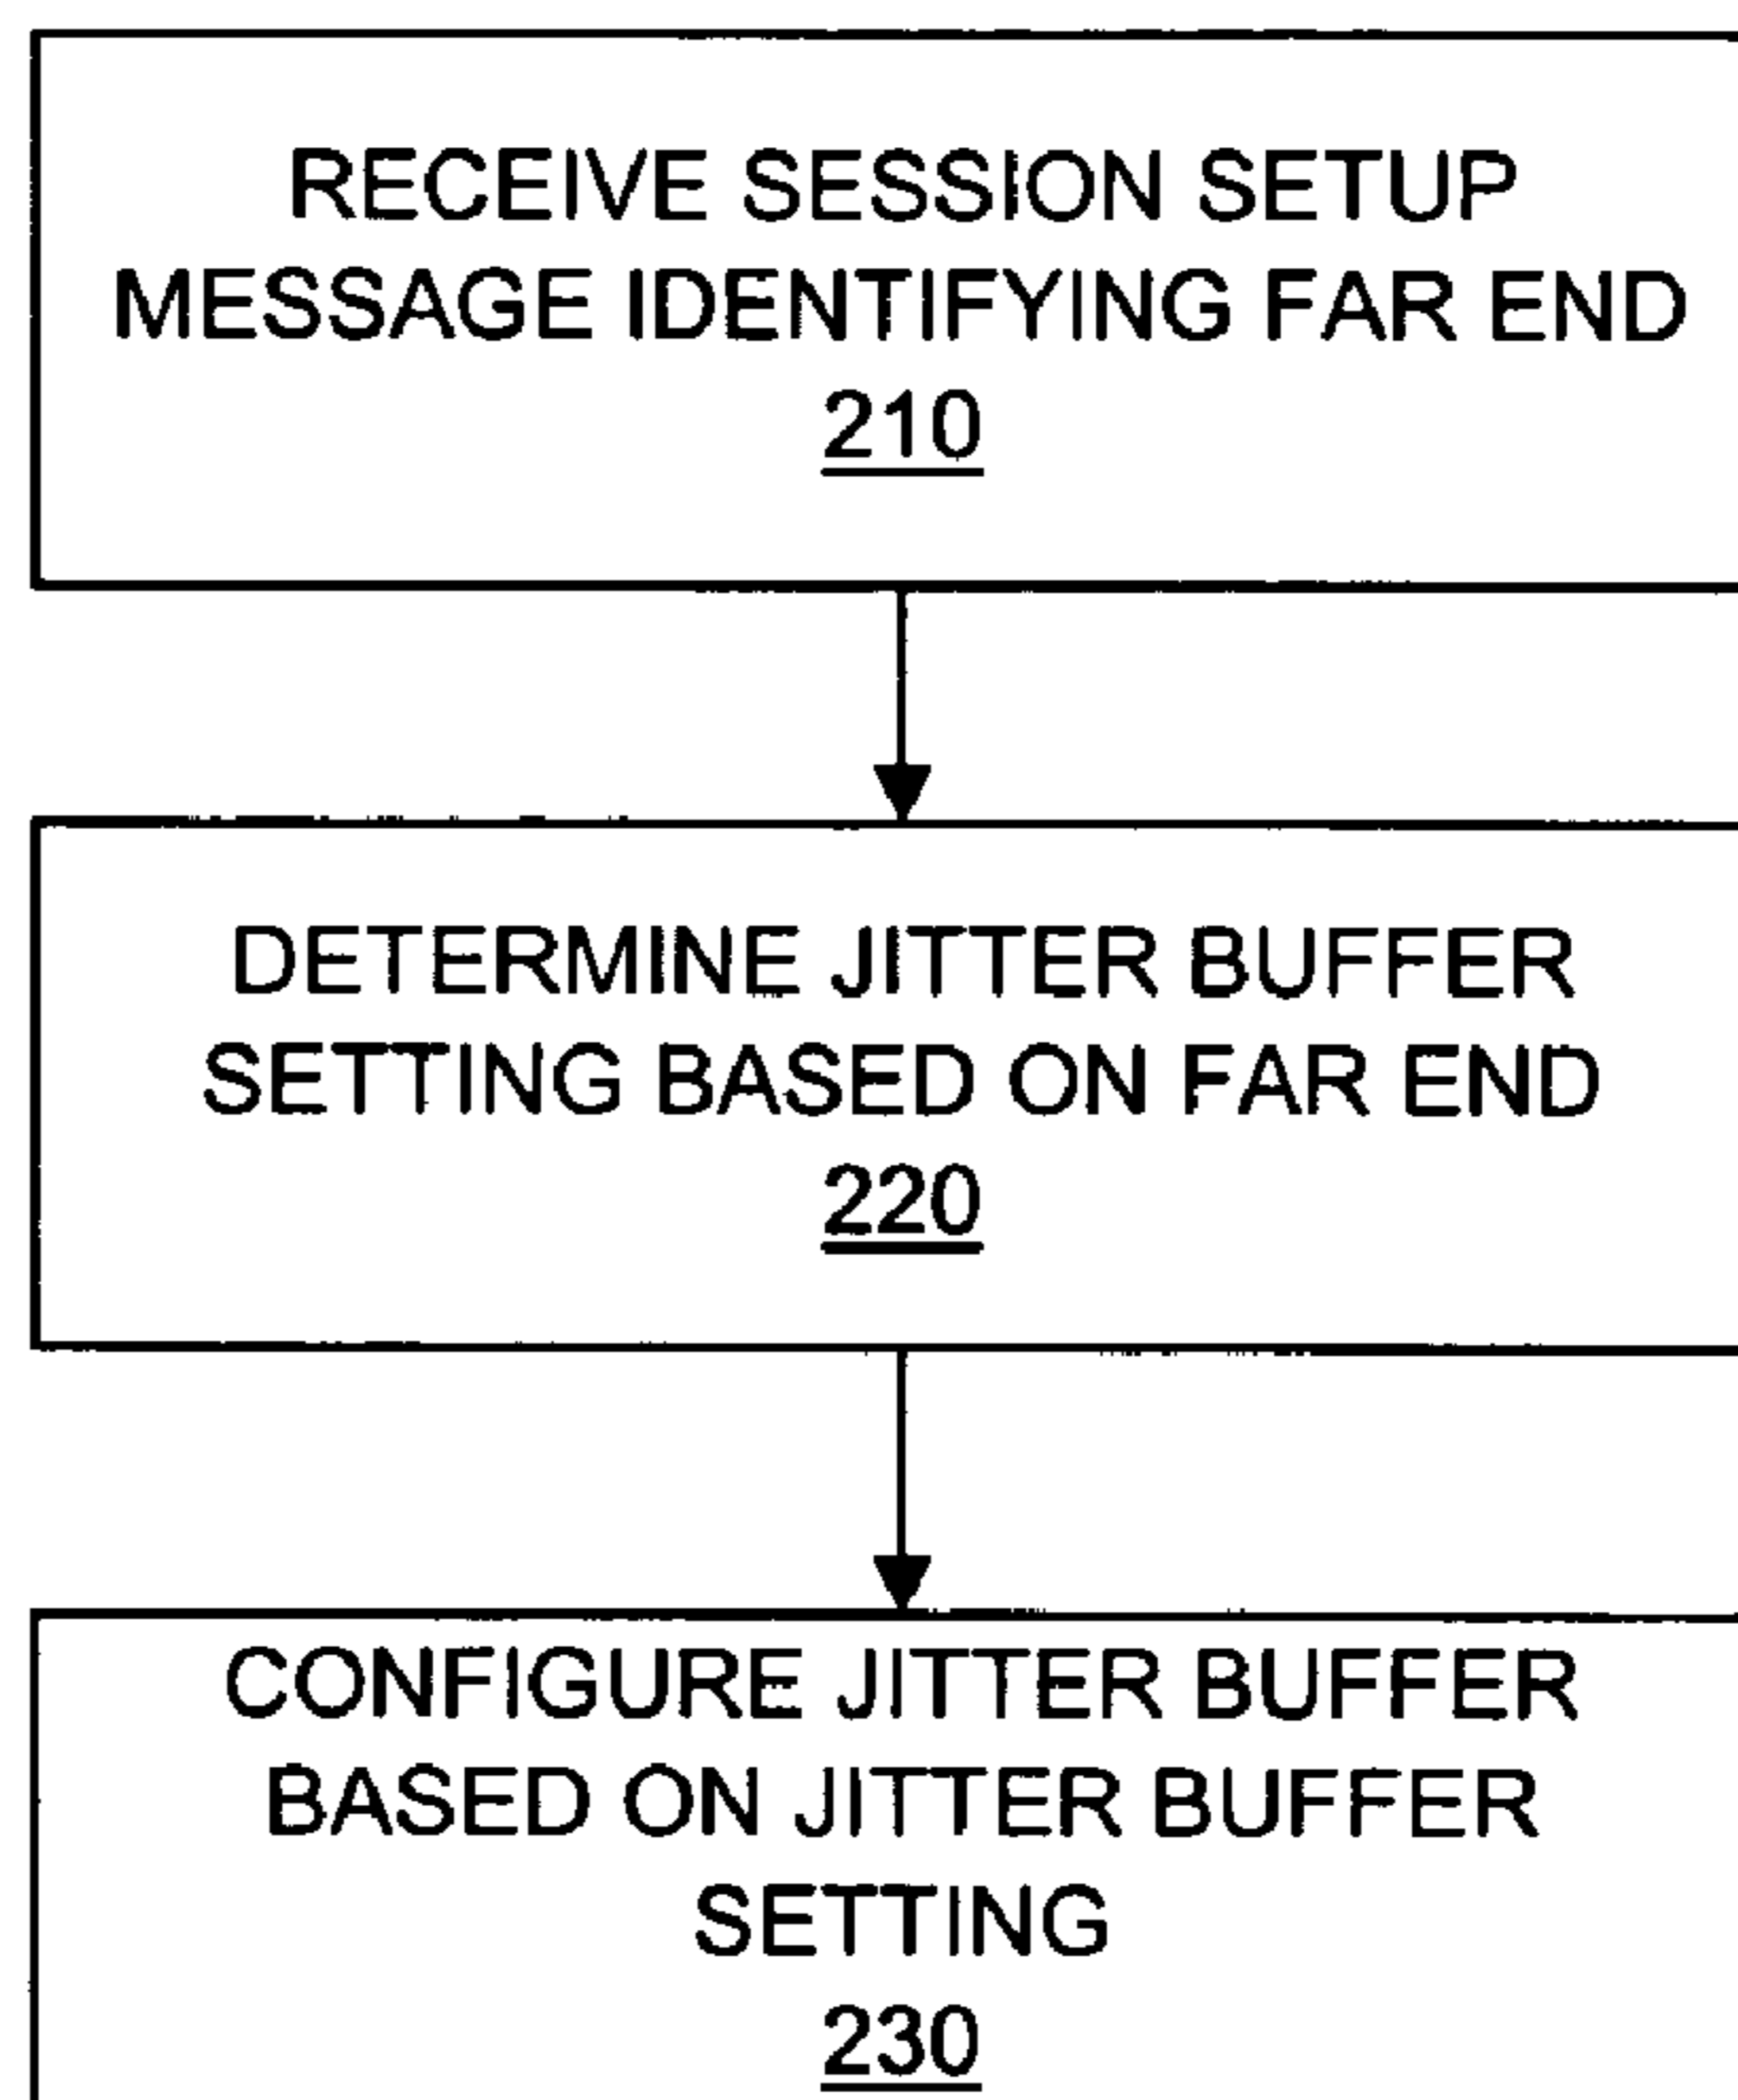 RECEIVE SESSION SETUP
MESSAGE IDENTIFYING FAR END
210
DETERMINE JITTER BUFFER
SETTING BASED ON FAR END
220
CONFIGURE JITTER BUFFER
BASED ON JITTER BUFFER
SETTING
230